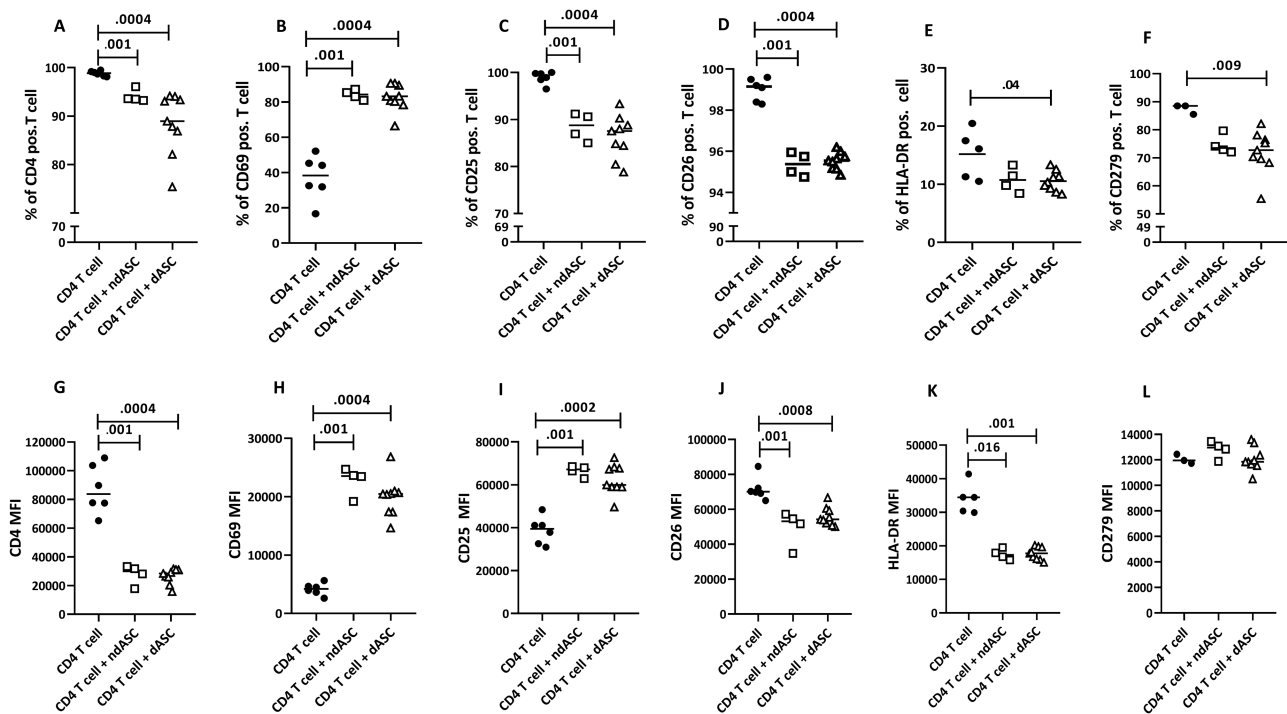 A
.0004
.001
% of CD4 pos. T cell
100
90
80
70
0
CD4 T cell
CD4 T cell + ndASC
CD4 T cell + dASC
B
.0004
.001
% of CD69 pos. T cell
100
80
60
40
20
0
CD4 T cell
CD4 T cell + ndASC
CD4 T cell + dASC
C
.0004
.001
% of CD25 pos. T cell
100
90
80
70
69
0
CD4 T cell
CD4 T cell + ndASC
CD4 T cell + dASC
D
.0004
.001
% of CD26 pos. T cell
100
98
96
94
90
0
CD4 T cell
CD4 T cell + ndASC
CD4 T cell + dASC
E
.04
% of HLA-DR pos. cell
30
20
10
0
CD4 T cell
CD4 T cell + ndASC
CD4 T cell + dASC
F
.009
% of CD279 pos. T cell
100
90
80
70
60
50
49
0
CD4 T cell
CD4 T cell + ndASC
CD4 T cell + dASC
G
.0004
.001
CD4 MFI
120000
100000
80000
60000
40000
20000
0
CD4 T cell
CD4 T cell + ndASC
CD4 T cell + dASC
H
.0004
.001
CD69 MFI
30000
20000
10000
0
CD4 T cell
CD4 T cell + ndASC
CD4 T cell + dASC
I
.0002
.001
CD25 MFI
80000
60000
40000
20000
0
CD4 T cell
CD4 T cell + ndASC
CD4 T cell + dASC
J
.0008
.001
CD26 MFI
100000
80000
60000
40000
20000
0
CD4 T cell
CD4 T cell + ndASC
CD4 T cell + dASC
K
.001
.016
HLA-DR MFI
50000
40000
30000
20000
10000
0
CD4 T cell
CD4 T cell + ndASC
CD4 T cell + dASC
L
CD279 MFI
14000
12000
10000
8000
6000
4000
2000
0
CD4 T cell
CD4 T cell + ndASC
CD4 T cell + dASC